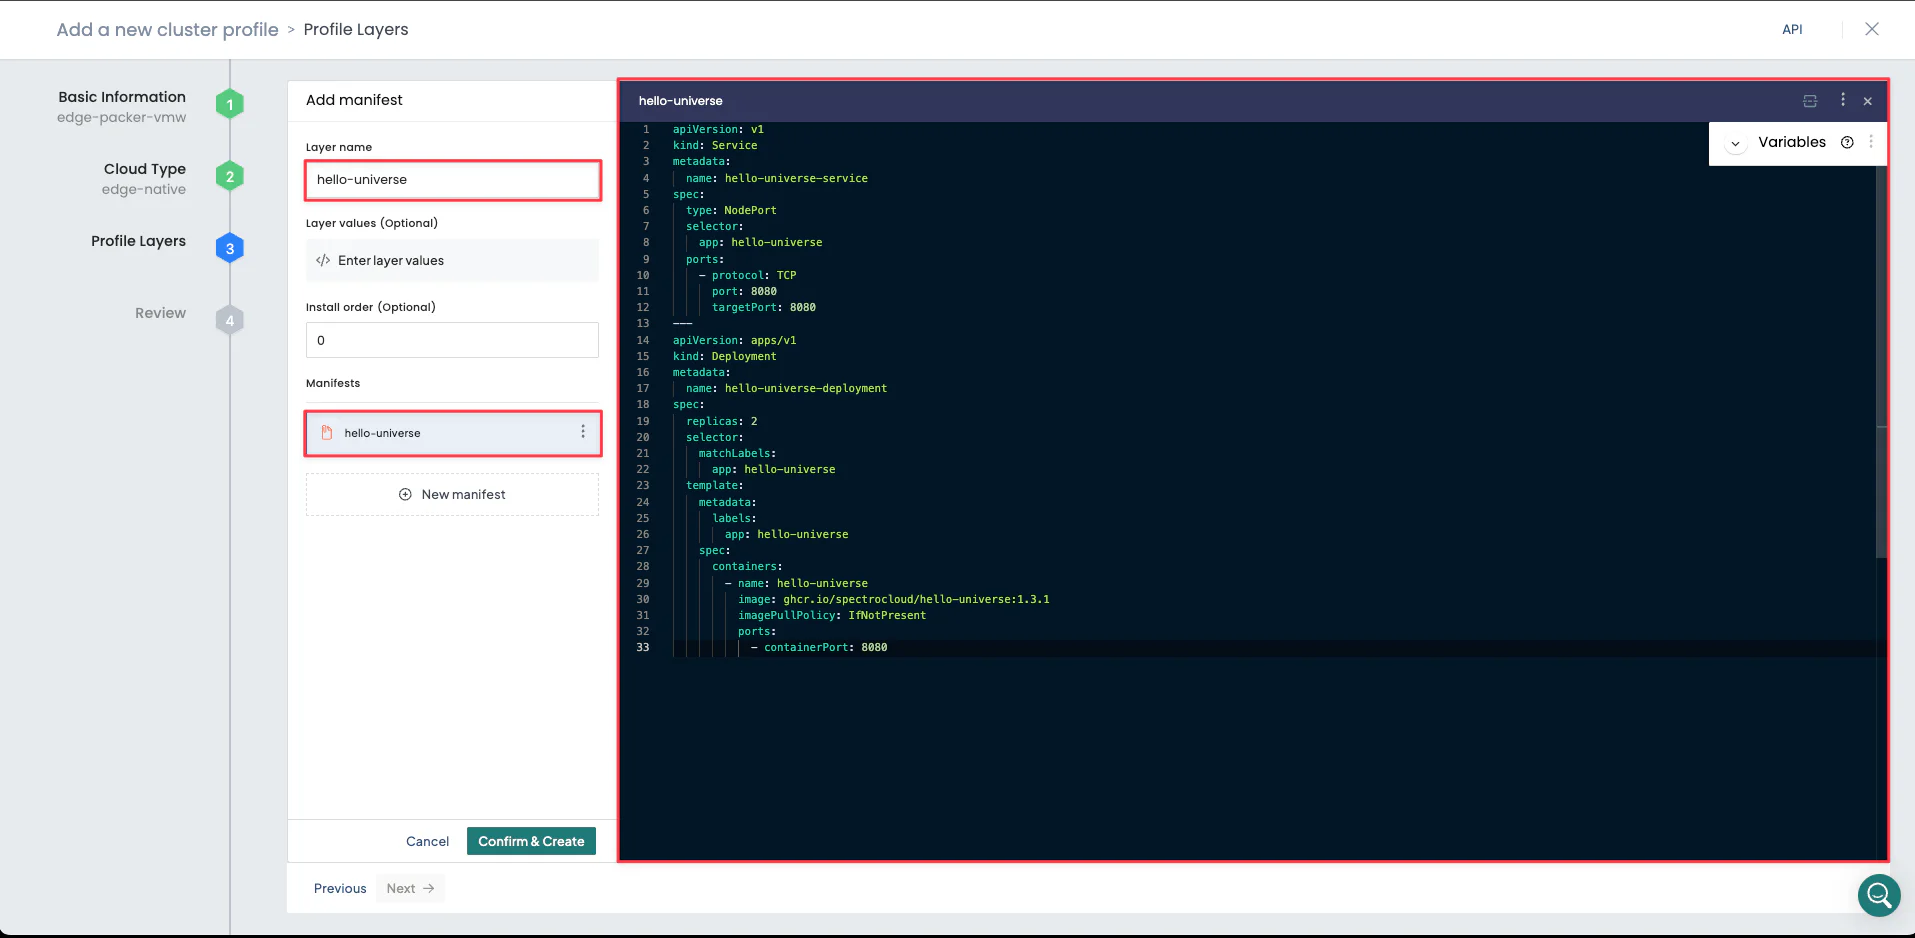 Add a new cluster profile > Profile Layers
API
Basic Information
edge-packer-vmw
1
Cloud Type
edge-native
2
Profile Layers
3
Review
4
Add manifest
Layer name
hello-universe
Layer values (Optional)
</> Enter layer values
Install order (Optional)
0
Manifests
hello-universe
New manifest
Cancel
Confirm & Create
Previous
Next →
hello-universe
Variables
1 apiVersion: v1
2 kind: Service
3 metadata:
4   name: hello-universe-service
5 spec:
6   type: NodePort
7   selector:
8     app: hello-universe
9   ports:
10     - protocol: TCP
11       port: 8080
12       targetPort: 8080
13 ---
14 apiVersion: apps/v1
15 kind: Deployment
16 metadata:
17   name: hello-universe-deployment
18 spec:
19   replicas: 2
20   selector:
21     matchLabels:
22       app: hello-universe
23   template:
24     metadata:
25       labels:
26         app: hello-universe
27     spec:
28       containers:
29         - name: hello-universe
30           image: ghcr.io/spectrocloud/hello-universe:1.3.1
31           imagePullPolicy: IfNotPresent
32           ports:
33             - containerPort: 8080